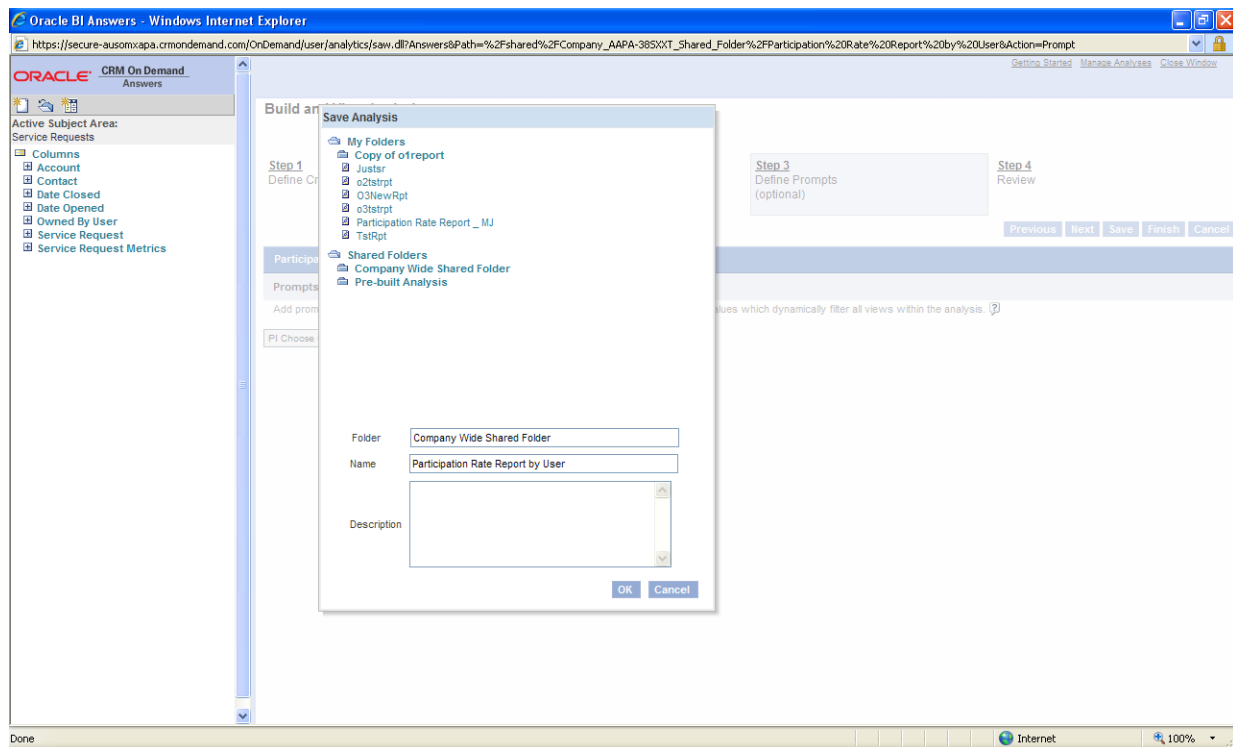 Oracle BI Answers - Windows Internet Explorer
https://secure-ausomxapa.crmondemand.com/OnDemand/user/analytics/saw.dll?Answers&Path=%2Fshared%2FCompany_AAPA-38SXXT_Shared_Folder%2FParticipation%20Rate%20Report%20by%20User&Action=Prompt
ORACLE CRM On Demand
Answers
Getting Started Manage Analyses Close Window
Active Subject Area:
Service Requests
Columns
Account
Contact
Date Closed
Date Opened
Owned By User
Service Request
Service Request Metrics
Build an
Step 1
Define Cr
Step 3
Define Prompts
(optional)
Step 4
Review
Previous Next Save Finish Cancel
Participa
Prompts
Add prom
alues which dynamically filter all views within the analysis.
PI Choose
Save Analysis
My Folders
Copy of o1report
Justsr
o2tstrpt
O3NewRpt
o3tstrpt
Participation Rate Report _ MJ
TstRpt
Shared Folders
Company Wide Shared Folder
Pre-built Analysis
Folder Company Wide Shared Folder
Name Participation Rate Report by User
Description
OK Cancel
Done Internet 100%